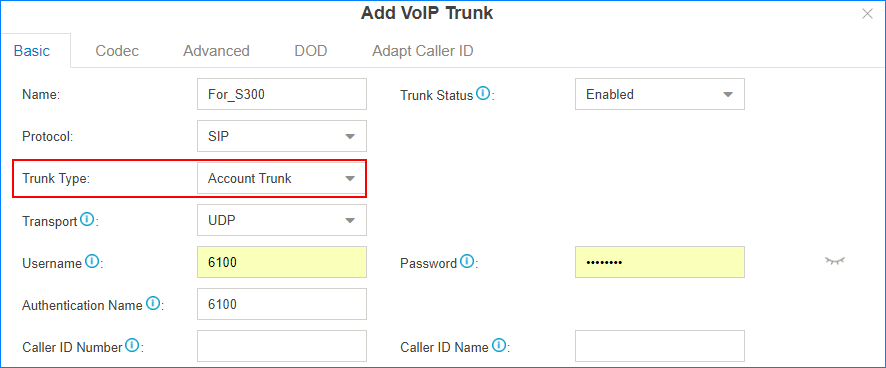 Add VoIP Trunk
Basic Codec Advanced DOD Adapt Caller ID
Name: For_S300 Trunk Status : Enabled
Protocol: SIP
Trunk Type: Account Trunk
Transport : UDP
Username : 6100 Password : ••••••••
Authentication Name : 6100
Caller ID Number : Caller ID Name :